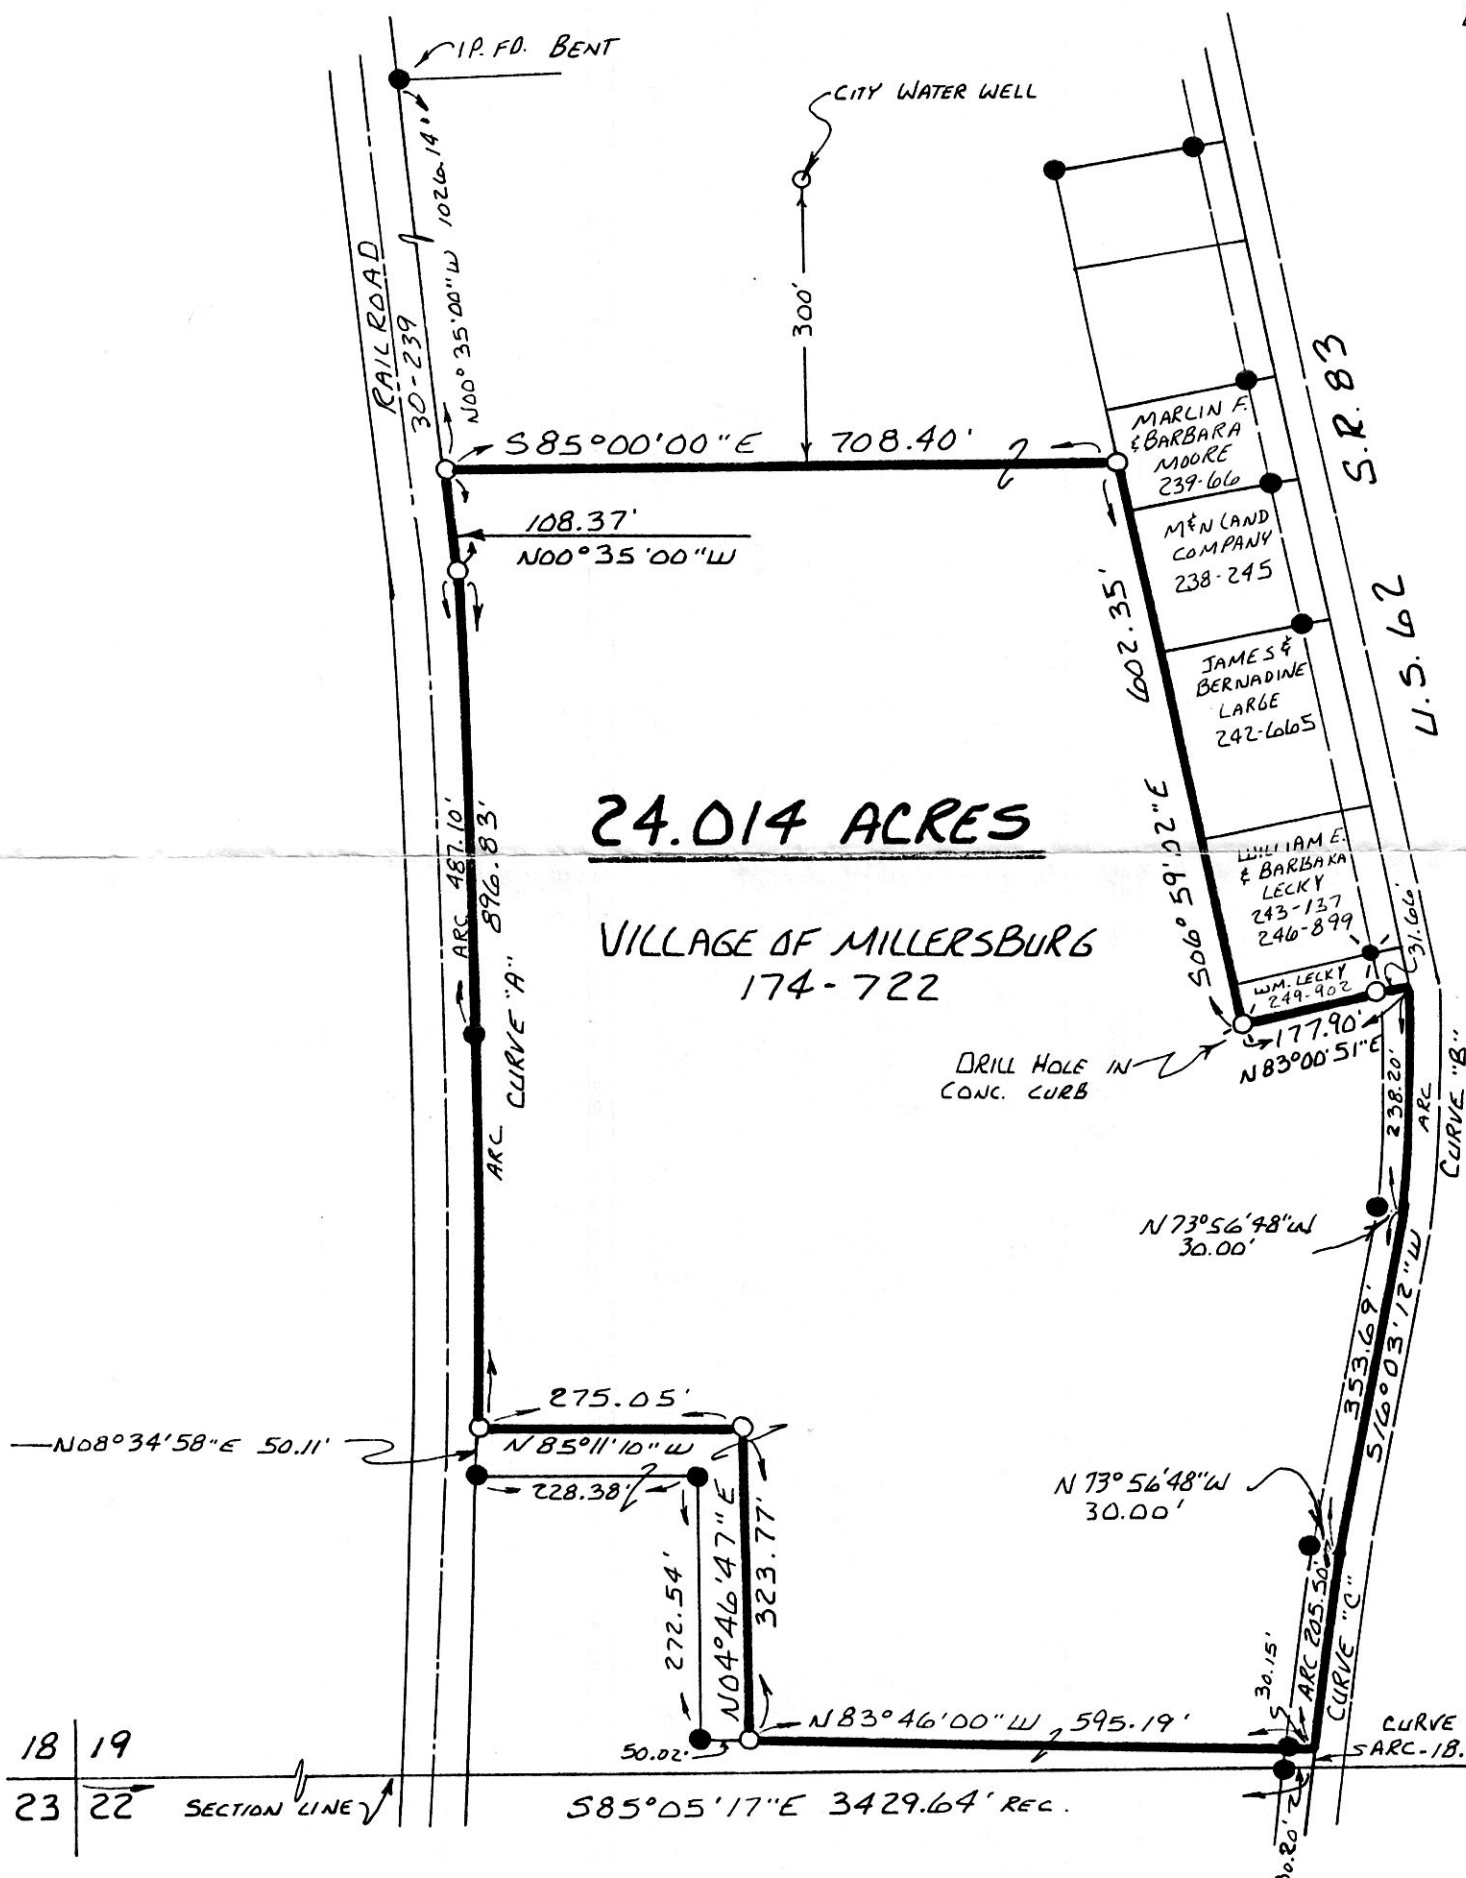 IP. FD. BENT
CITY WATER WELL
N00°35'00"W 1026.14'
RAILROAD
30-239
300'
S.R. 83
U.S. 62
MARLIN F.
& BARBARA
MOORE
239-66
S85°00'00"E 708.40'
108.37'
N00°35'00"W
M&N LAND
COMPANY
238-245
602.35'
S06°59'02"E
JAMES &
BERNADINE
LARGE
242-665
24.014 ACRES
VILLAGE OF MILLERSBURG
174-722
ARC 487.10'
896.83'
ARC CURVE "A"
WILLIAM E.
& BARBARA
LECKY
243-137
246-899
31.66'
WM. LECKY
249-902
177.90'
N83°00'51"E
DRILL HOLE IN
CONC. CURB
238.20'
ARC
CURVE "B"
N73°56'48"W
30.00'
353.69'
S16°03'12"W
275.05'
N08°34'58"E 50.11'
N85°11'10"W
228.38'
N73°56'48"W
30.00'
272.54'
N04°46'47"E
323.77'
30.15'
ARC 205.50'
CURVE "C"
N83°46'00"W 595.19'
50.02'
CURVE
ARC-18.
18 19
23 22
SECTION LINE
S85°05'17"E 3429.64' REC.
30.20'